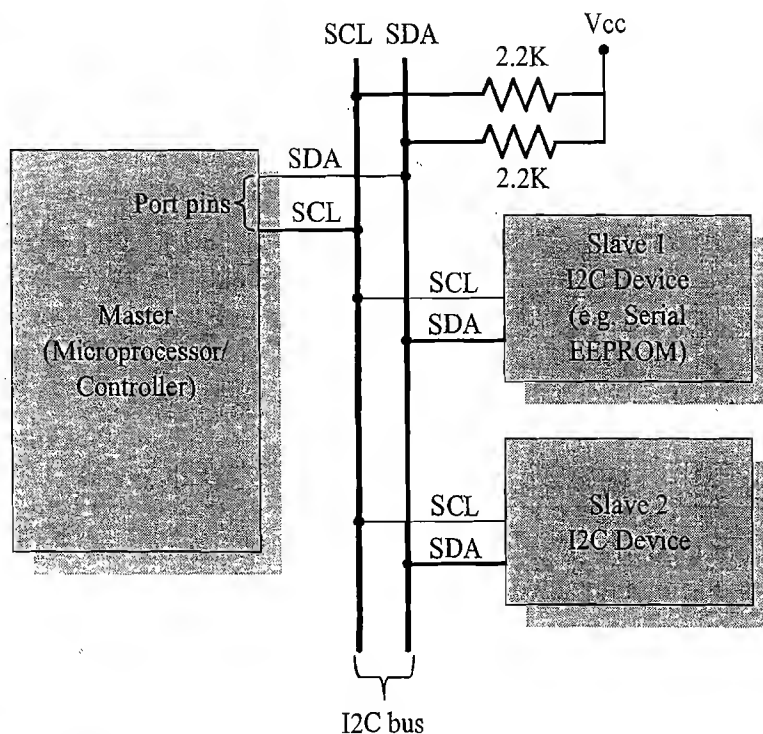 SCL SDA
Vcc
2.2K
2.2K
SDA
Port pins
SCL
Master
(Microprocessor/
Controller)
SCL
SDA
Slave 1
I2C Device
(e.g. Serial
EEPROM)
SCL
SDA
Slave 2
I2C Device
I2C bus